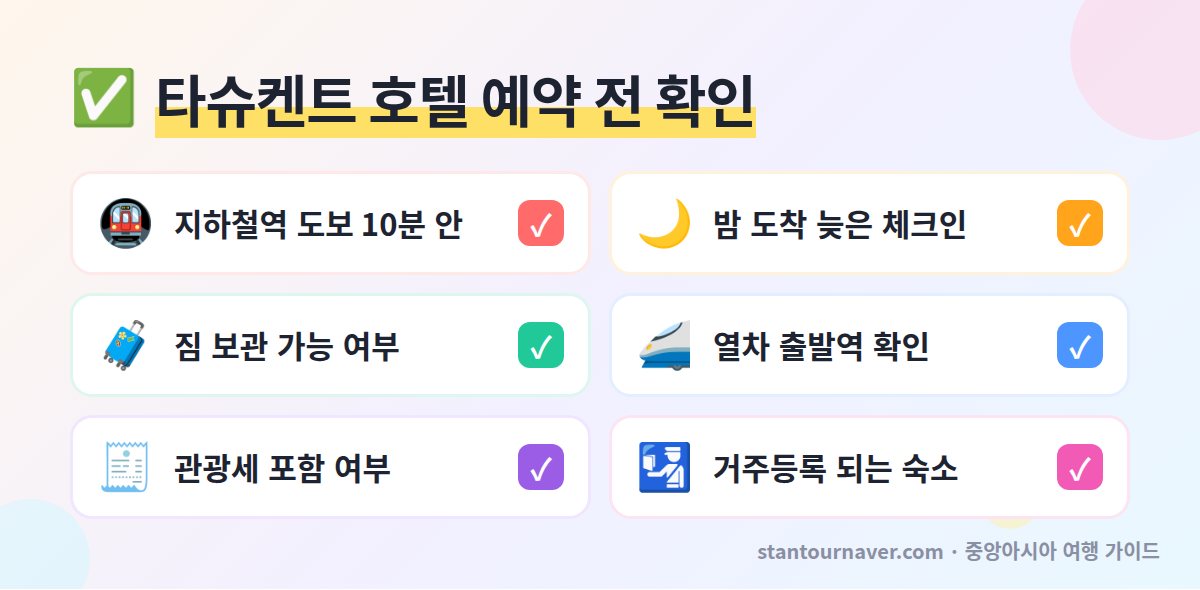 타슈켄트 호텔 예약 전 확인
지하철역 도보 10분 안
밤 도착 늦은 체크인
짐 보관 가능 여부
열차 출발역 확인
관광세 포함 여부
거주등록 되는 숙소
stantournaver.com · 중앙아시아 여행 가이드